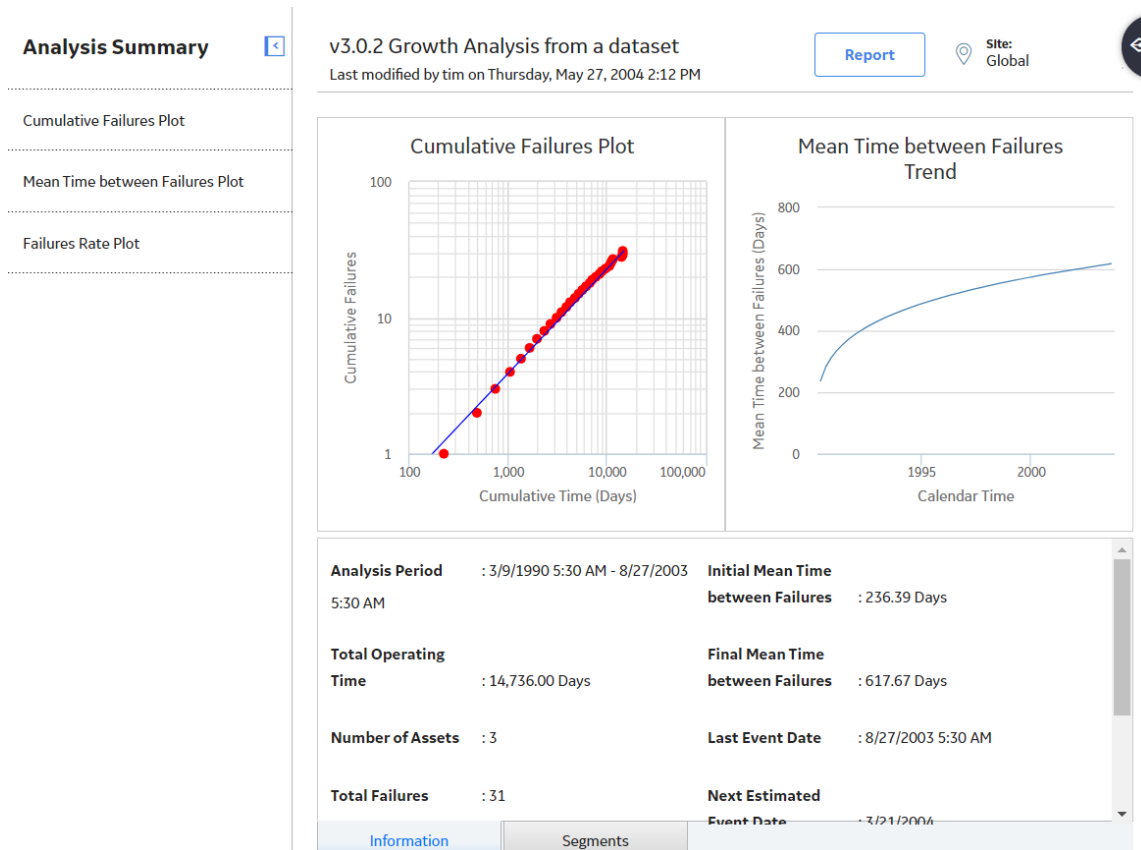 Analysis Summary
Cumulative Failures Plot
Mean Time between Failures Plot
Failures Rate Plot
v3.0.2 Growth Analysis from a dataset
Last modified by tim on Thursday, May 27, 2004 2:12 PM
Report
Site:
Global
Cumulative Failures Plot
100
10
1
Cumulative Failures
100 1,000 10,000 100,000
Cumulative Time (Days)
Mean Time between Failures
Trend
800
600
400
200
0
Mean Time between Failures (Days)
1995 2000
Calendar Time
Analysis Period : 3/9/1990 5:30 AM - 8/27/2003
5:30 AM
Total Operating
Time : 14,736.00 Days
Number of Assets : 3
Total Failures : 31
Initial Mean Time
between Failures : 236.39 Days
Final Mean Time
between Failures : 617.67 Days
Last Event Date : 8/27/2003 5:30 AM
Next Estimated
Event Date : 3/21/2004
Information
Segments